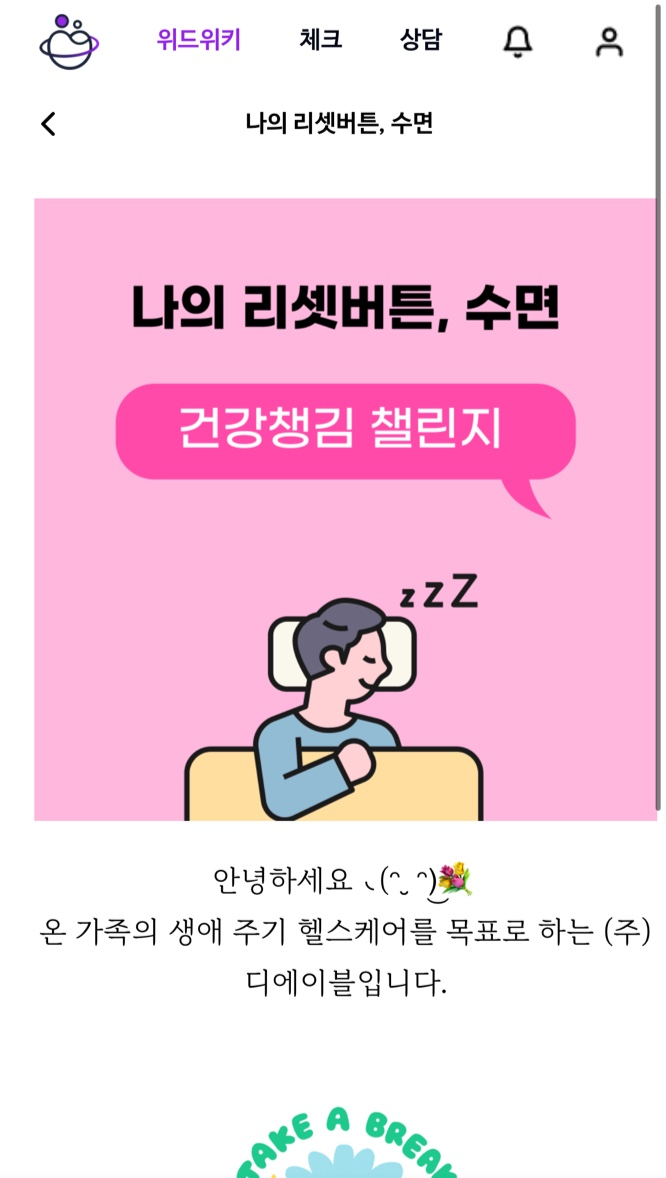 위드위키 체크 상담
나의 리셋버튼, 수면
나의 리셋버튼, 수면
건강챙김 챌린지
z z Z
안녕하세요 ◟(ᵔ ̮ ᵔ)͜💐
온 가족의 생애 주기 헬스케어를 목표로 하는 (주)
디에이블입니다.
TAKE A BREAK